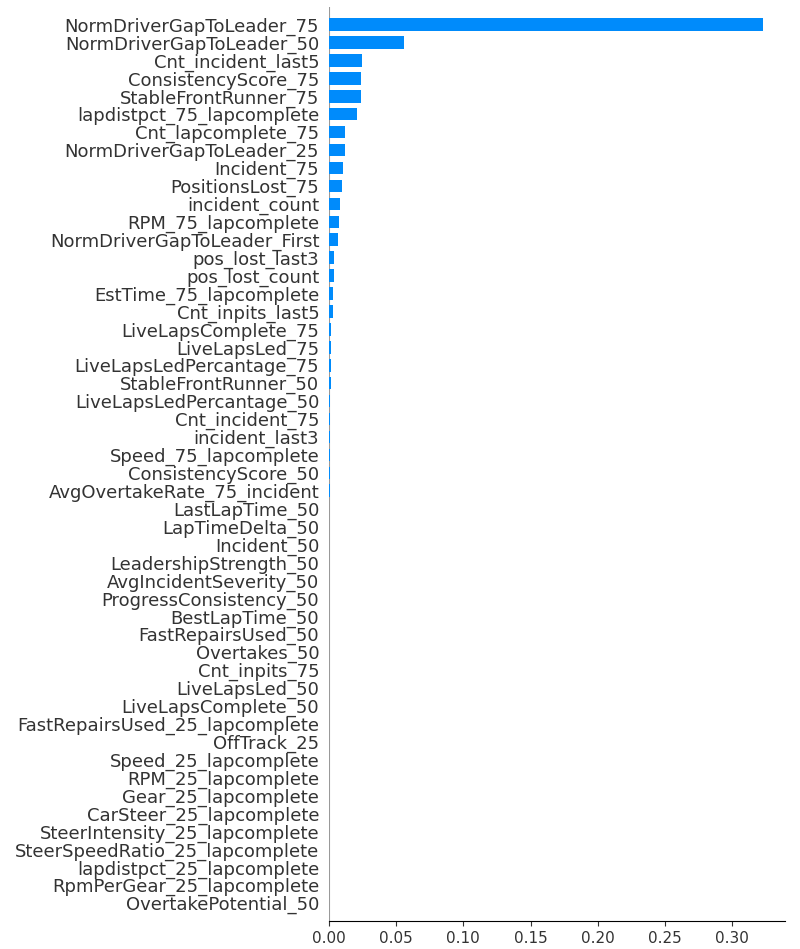 NormDriverGapToLeader_75
NormDriverGapToLeader_50
Cnt_incident_last5
ConsistencyScore_75
StableFrontRunner_75
lapdistpct_75_lapcomplete
Cnt_lapcomplete_75
NormDriverGapToLeader_25
Incident_75
PositionsLost_75
incident_count
RPM_75_lapcomplete
NormDriverGapToLeader_First
pos_lost_last3
pos_lost_count
EstTime_75_lapcomplete
Cnt_inpits_last5
LiveLapsComplete_75
LiveLapsLed_75
LiveLapsLedPercantage_75
StableFrontRunner_50
LiveLapsLedPercantage_50
Cnt_incident_75
incident_last3
Speed_75_lapcomplete
ConsistencyScore_50
AvgOvertakeRate_75_incident
LastLapTime_50
LapTimeDelta_50
Incident_50
LeadershipStrength_50
AvgIncidentSeverity_50
ProgressConsistency_50
BestLapTime_50
FastRepairsUsed_50
Overtakes_50
Cnt_inpits_75
LiveLapsLed_50
LiveLapsComplete_50
FastRepairsUsed_25_lapcomplete
OffTrack_25
Speed_25_lapcomplete
RPM_25_lapcomplete
Gear_25_lapcomplete
CarSteer_25_lapcomplete
SteerIntensity_25_lapcomplete
SteerSpeedRatio_25_lapcomplete
lapdistpct_25_lapcomplete
RpmPerGear_25_lapcomplete
OvertakePotential_50
0.00 0.05 0.10 0.15 0.20 0.25 0.30